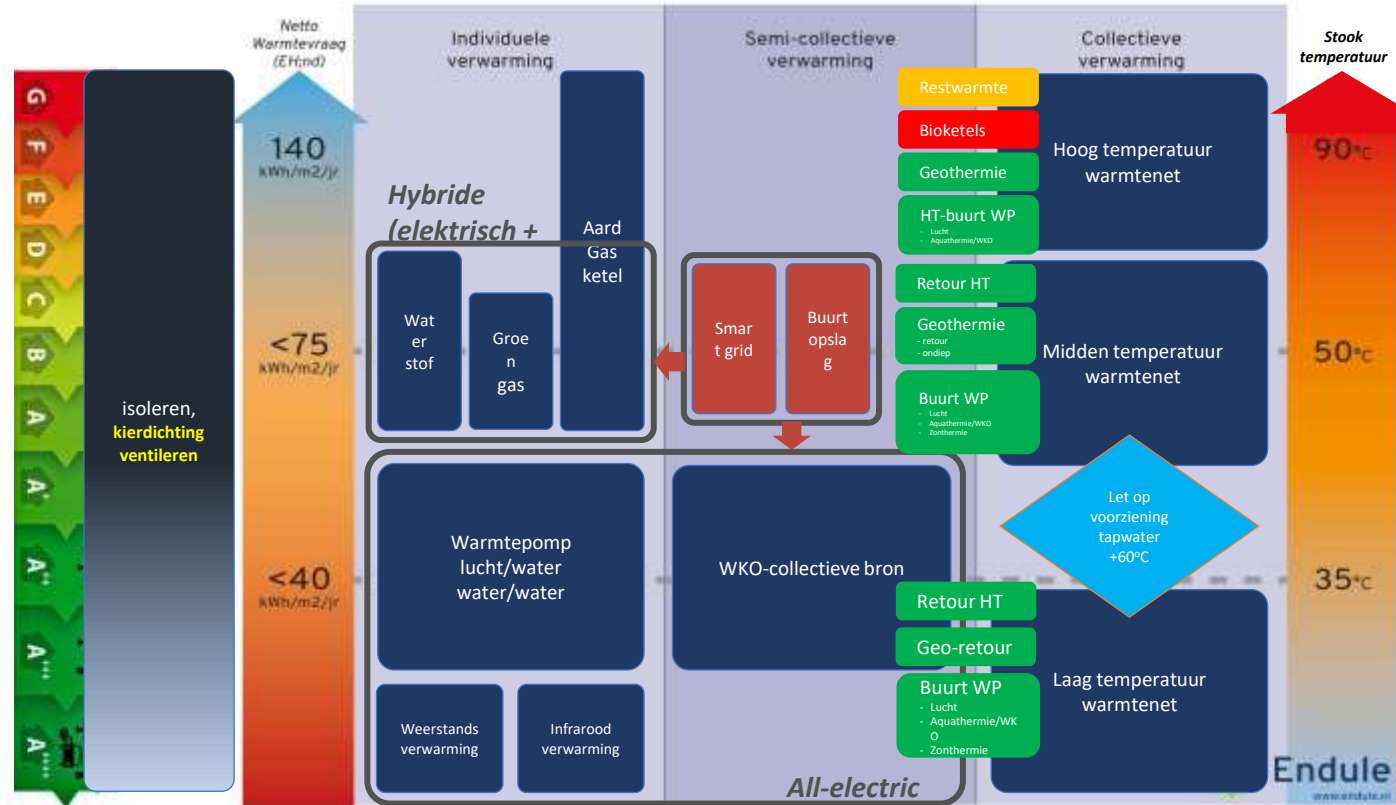 Netto
Warmtevraag
(EH;nd)
Individuele
verwarming
Semi-collectieve
verwarming
Collectieve
verwarming
Stook
temperatuur
G
F
E
D
C
B
A
A+
A++
A+++
A++++
isoleren,
kierdichting
ventileren
140
kWh/m2/jr
<75
kWh/m2/jr
<40
kWh/m2/jr
Hybride
(elektrisch +
Wat
er
stof
Groe
n
gas
Aard
Gas
ketel
Smar
t grid
Buurt
opsla
g
Warmtepomp
lucht/water
water/water
WKO-collectieve bron
Weerstands
verwarming
Infrarood
verwarming
All-electric
Restwarmte
Bioketels
Geothermie
HT-buurt WP
- Lucht
- Aquathermie/WKO
Hoog temperatuur
warmtenet
Retour HT
Geothermie
- retour
- ondiep
Buurt WP
- Lucht
- Aquathermie/WKO
- Zonthermie
Midden temperatuur
warmtenet
Let op
voorziening
tapwater
+60°C
Retour HT
Geo-retour
Buurt WP
- Lucht
- Aquathermie/WK
O
- Zonthermie
Laag temperatuur
warmtenet
90°C
50°C
35°C
Endule
www.endule.nl